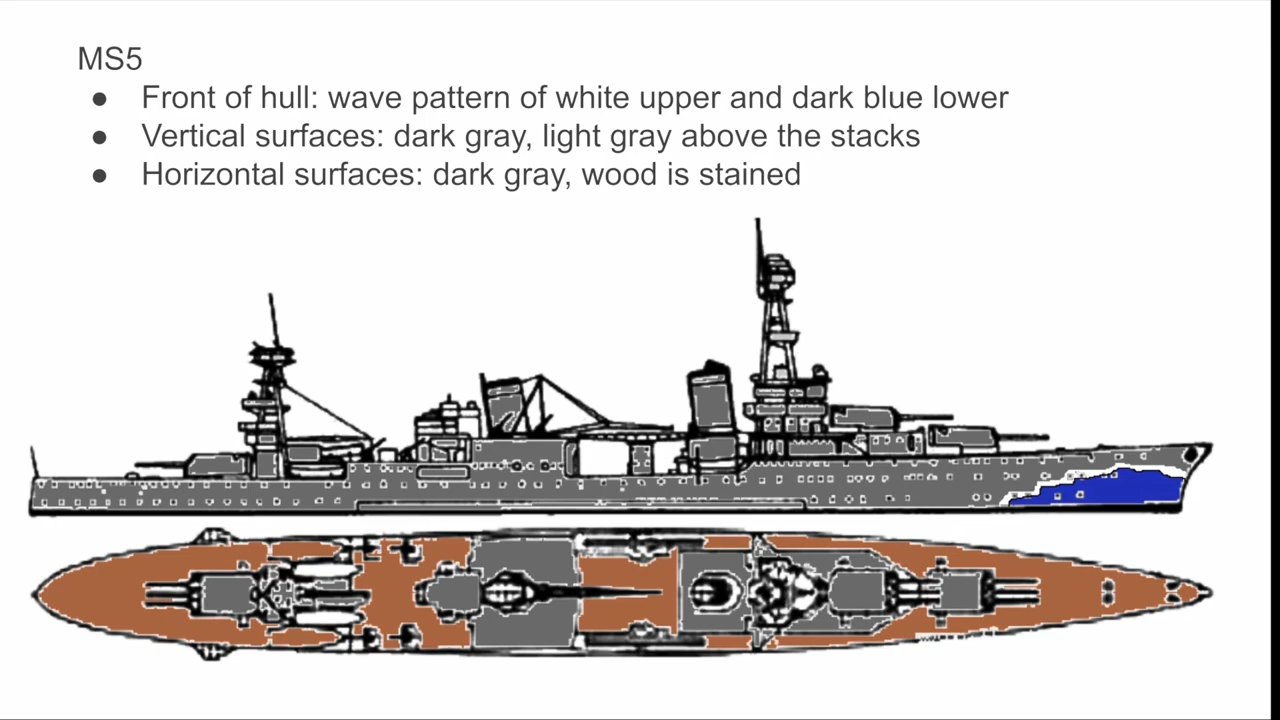 MS5
● Front of hull: wave pattern of white upper and dark blue lower
● Vertical surfaces: dark gray, light gray above the stacks
● Horizontal surfaces: dark gray, wood is stained